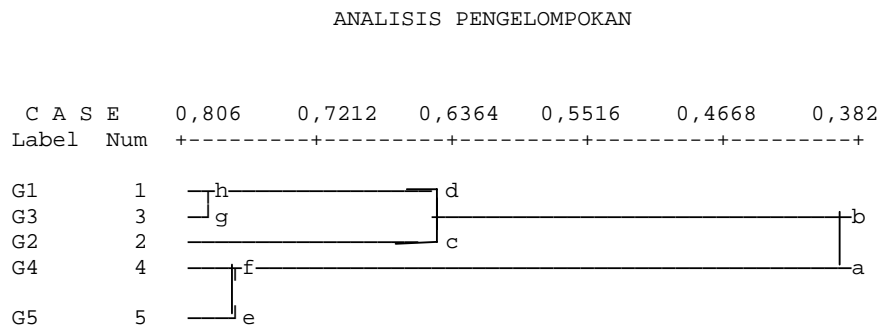 ANALISIS PENGELOMPOKAN
C A S E 0,806 0,7212 0,6364 0,5516 0,4668 0,382
Label Num +---------+---------+---------+---------+---------+
G1 1 h d
G3 3 g b
G2 2 c
G4 4 f a
G5 5 e